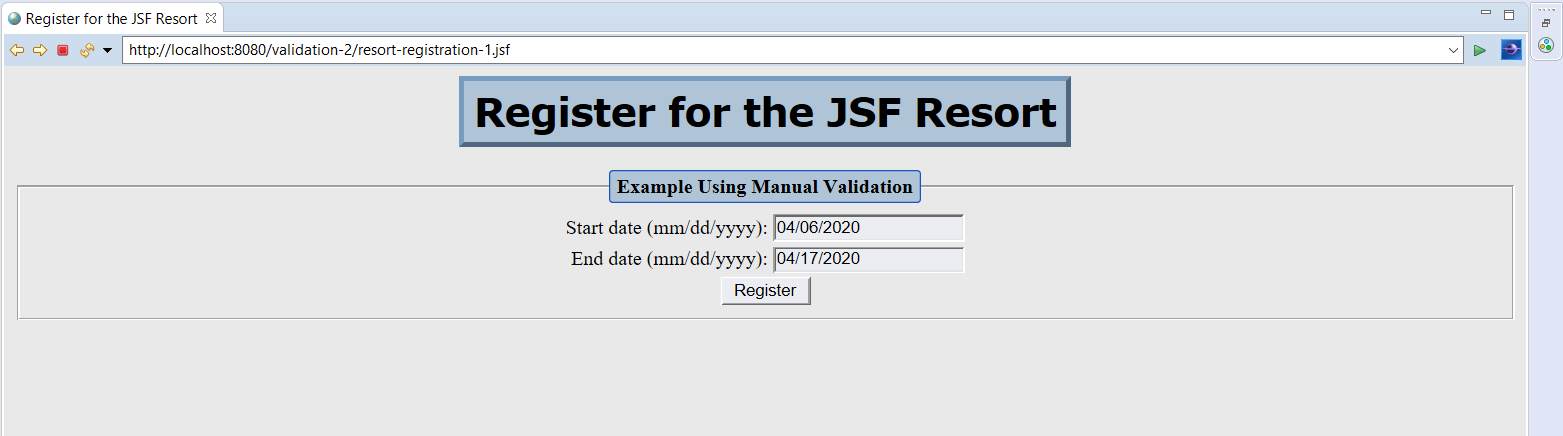 Register for the JSF Resort
http://localhost:8080/validation-2/resort-registration-1.jsf
Register for the JSF Resort
Example Using Manual Validation
Start date (mm/dd/yyyy): 04/06/2020
End date (mm/dd/yyyy): 04/17/2020
Register